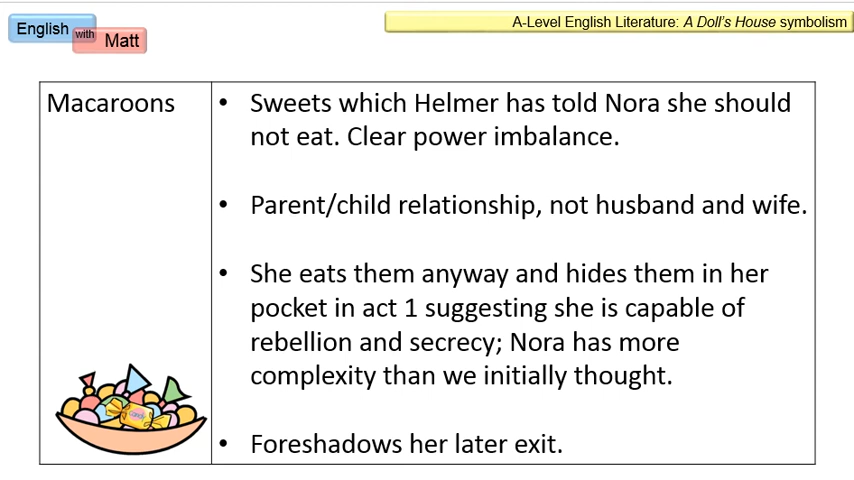 English
with
Matt
A-Level English Literature: A Doll's House symbolism
Macaroons
• Sweets which Helmer has told Nora she should
not eat. Clear power imbalance.
• Parent/child relationship, not husband and wife.
• She eats them anyway and hides them in her
pocket in act 1 suggesting she is capable of
rebellion and secrecy; Nora has more
complexity than we initially thought.
• Foreshadows her later exit.